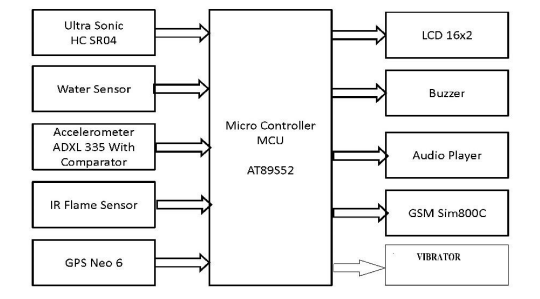 Ultra Sonic
HC SR04
Water Sensor
Accelerometer
ADXL 335 With
Comparator
IR Flame Sensor
GPS Neo 6
Micro Controller
MCU
AT89S52
LCD 16x2
Buzzer
Audio Player
GSM Sim800C
VIBRATOR